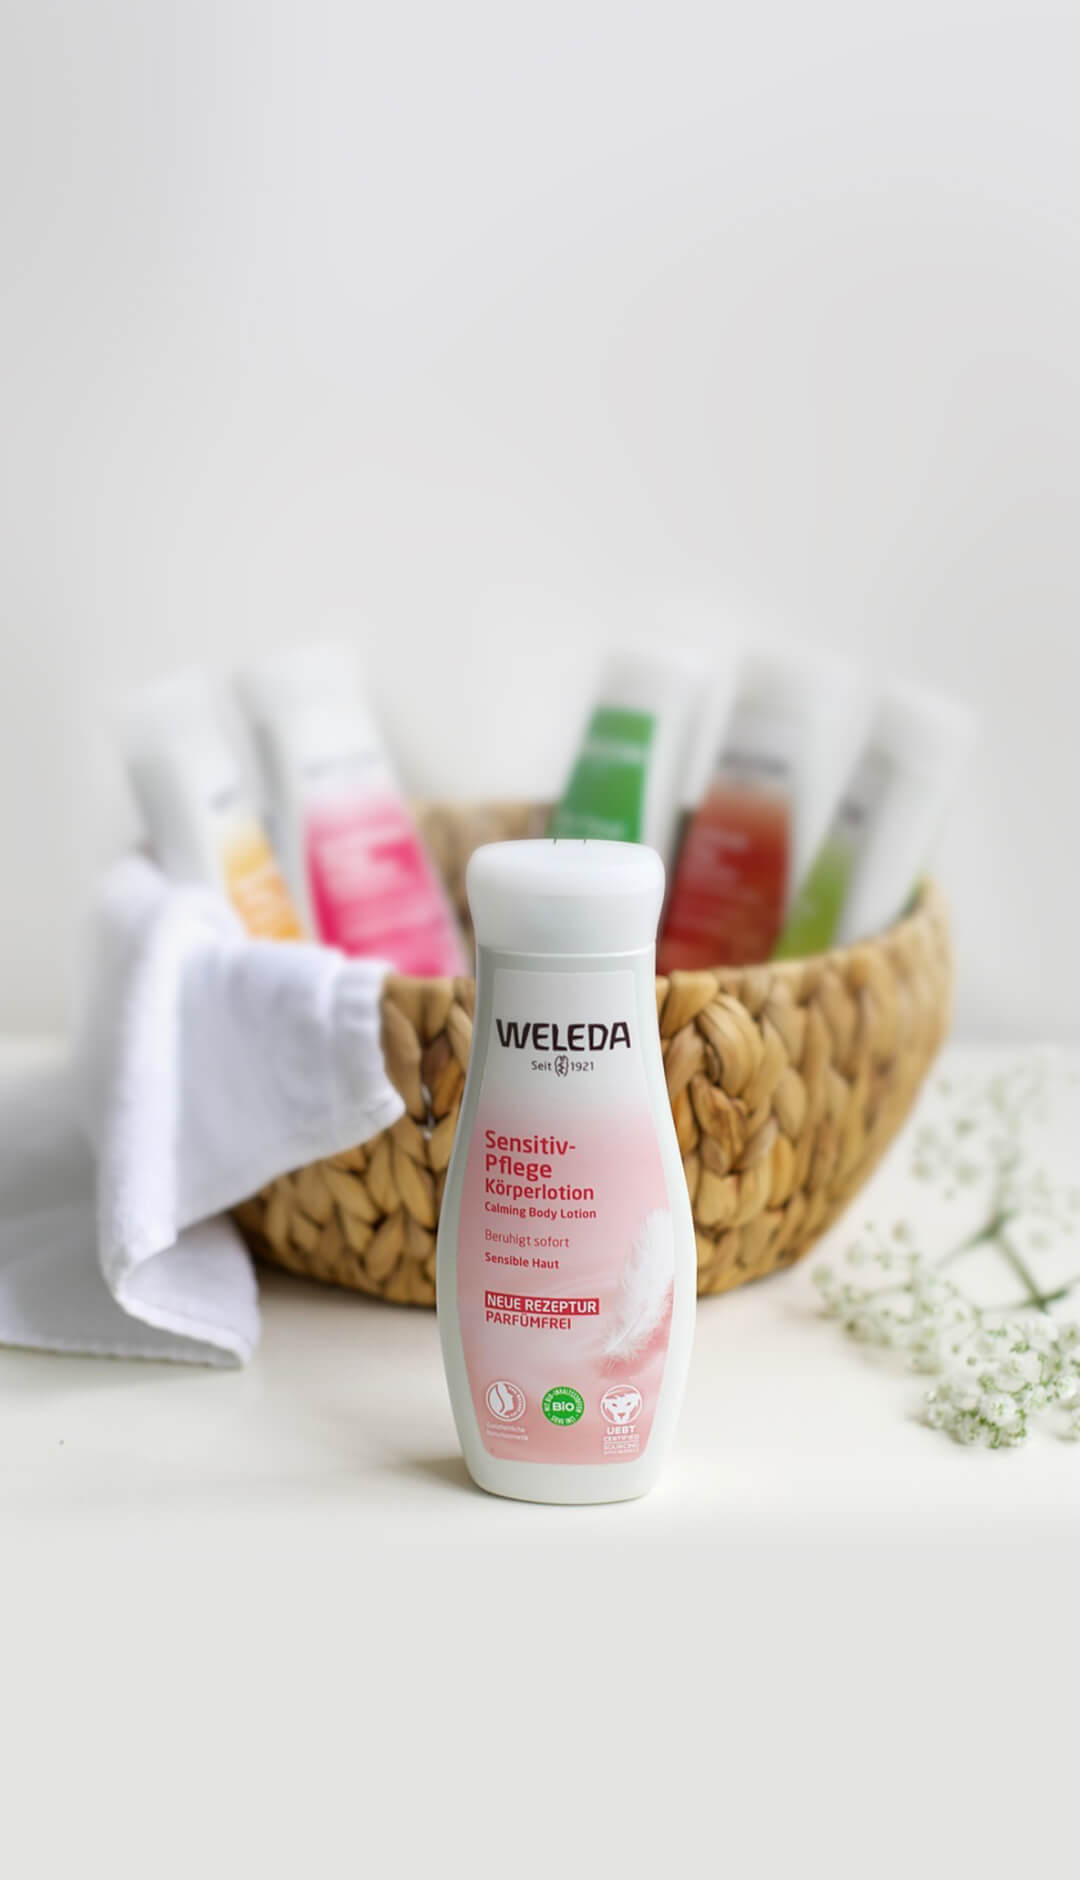 WELEDA
Seit 1921
Sensitiv-
Pflege
Körperlotion
Calming Body Lotion
Beruhigt sofort
Sensible Haut
NEUE REZEPTUR
PARFÜMFREI
BIO
UEBT
CERTIFIED
SOURCING